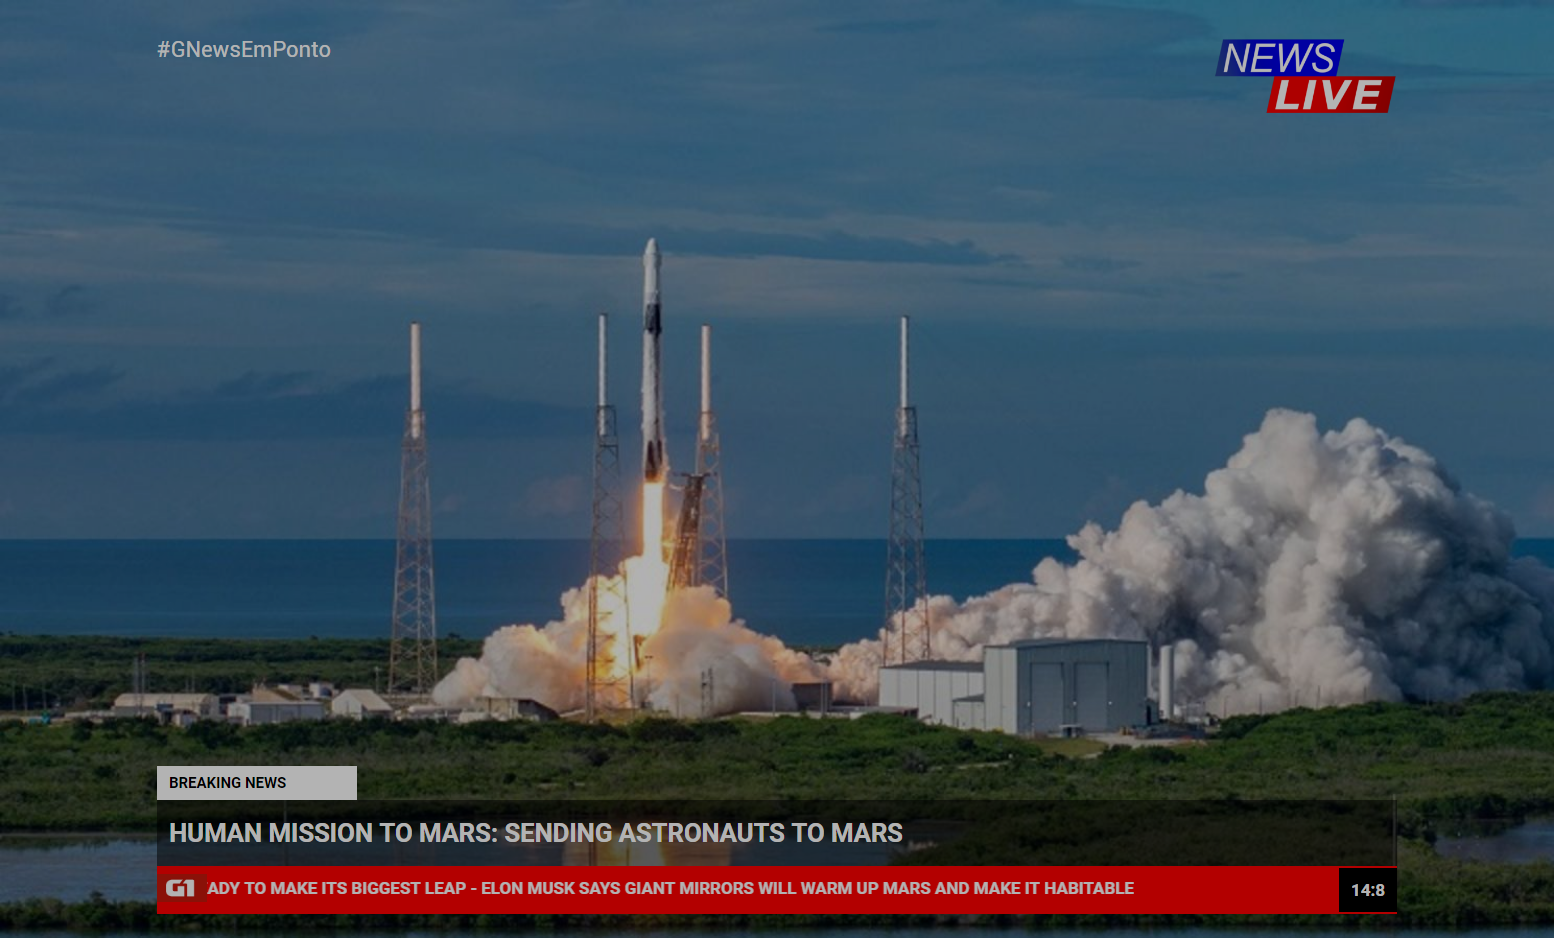 #GNewsEmPonto
NEWS
LIVE
BREAKING NEWS
HUMAN MISSION TO MARS: SENDING ASTRONAUTS TO MARS
G1 ADY TO MAKE ITS BIGGEST LEAP - ELON MUSK SAYS GIANT MIRRORS WILL WARM UP MARS AND MAKE IT HABITABLE 14:8